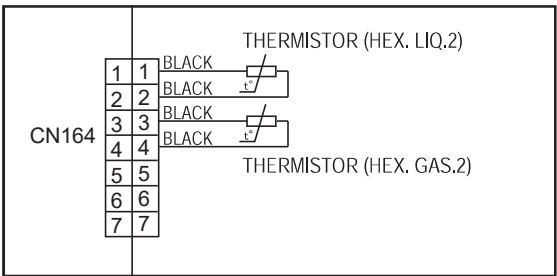 THERMISTOR (HEX. LIQ.2)
1 1 BLACK
t°
2 2 BLACK
3 3 BLACK
CN164
4 4 BLACK t°
5 5 THERMISTOR (HEX. GAS.2)
6 6
7 7